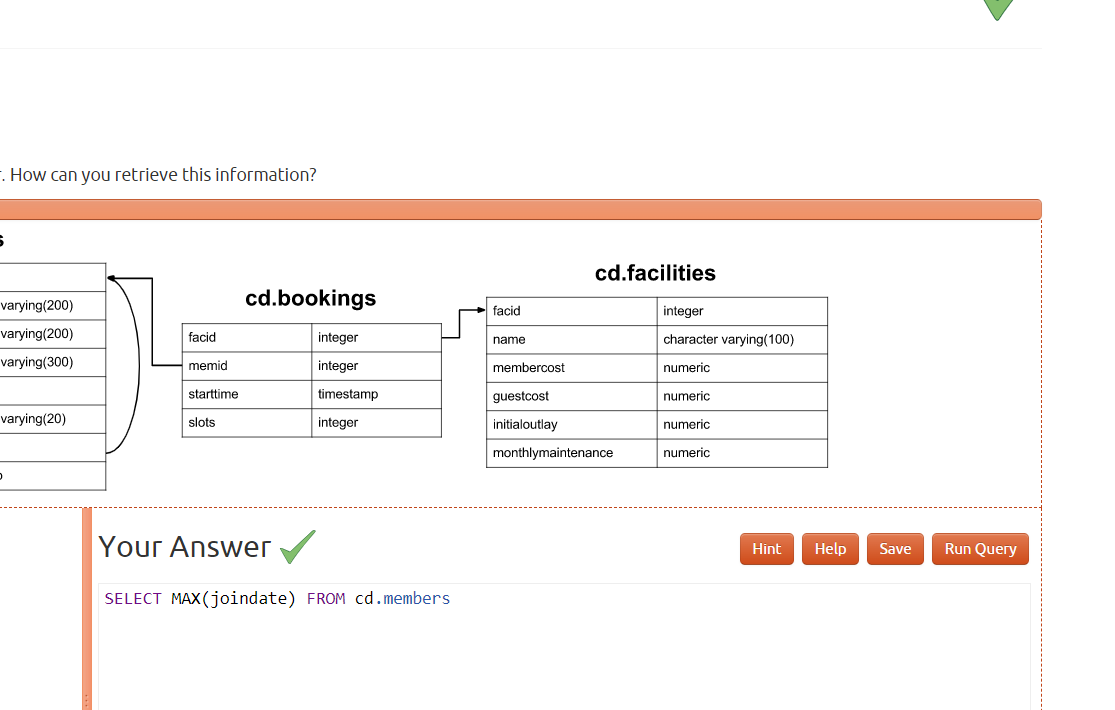 . How can you retrieve this information?
cd.facilities
cd.bookings
facid integer
name character varying(100)
membercost numeric
guestcost numeric
initialoutlay numeric
monthlymaintenance numeric
varying(200)
varying(200)
varying(300)
varying(20)
facid integer
memid integer
starttime timestamp
slots integer
Your Answer
Hint Help Save Run Query
SELECT MAX(joindate) FROM cd.members